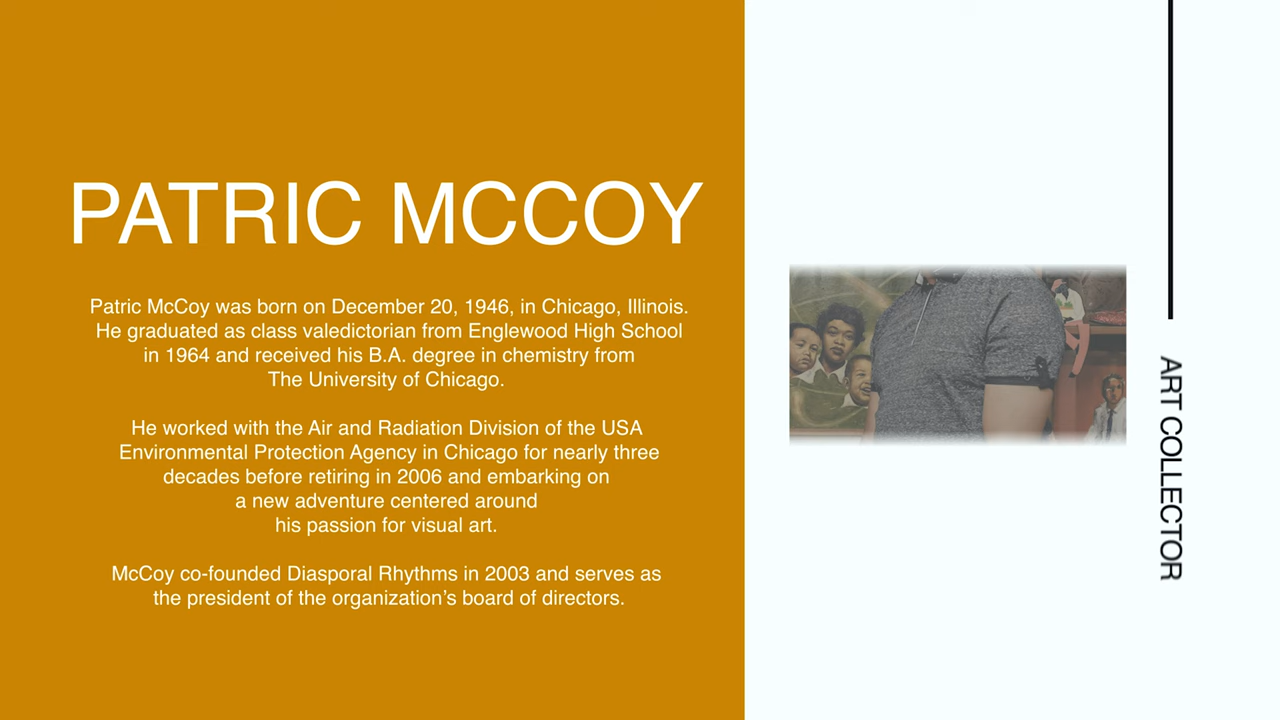 PATRIC MCCOY
Patric McCoy was born on December 20, 1946, in Chicago, Illinois.
He graduated as class valedictorian from Englewood High School
in 1964 and received his B.A. degree in chemistry from
The University of Chicago.
He worked with the Air and Radiation Division of the USA
Environmental Protection Agency in Chicago for nearly three
decades before retiring in 2006 and embarking on
a new adventure centered around
his passion for visual art.
McCoy co-founded Diasporal Rhythms in 2003 and serves as
the president of the organization’s board of directors.
ART COLLECTOR